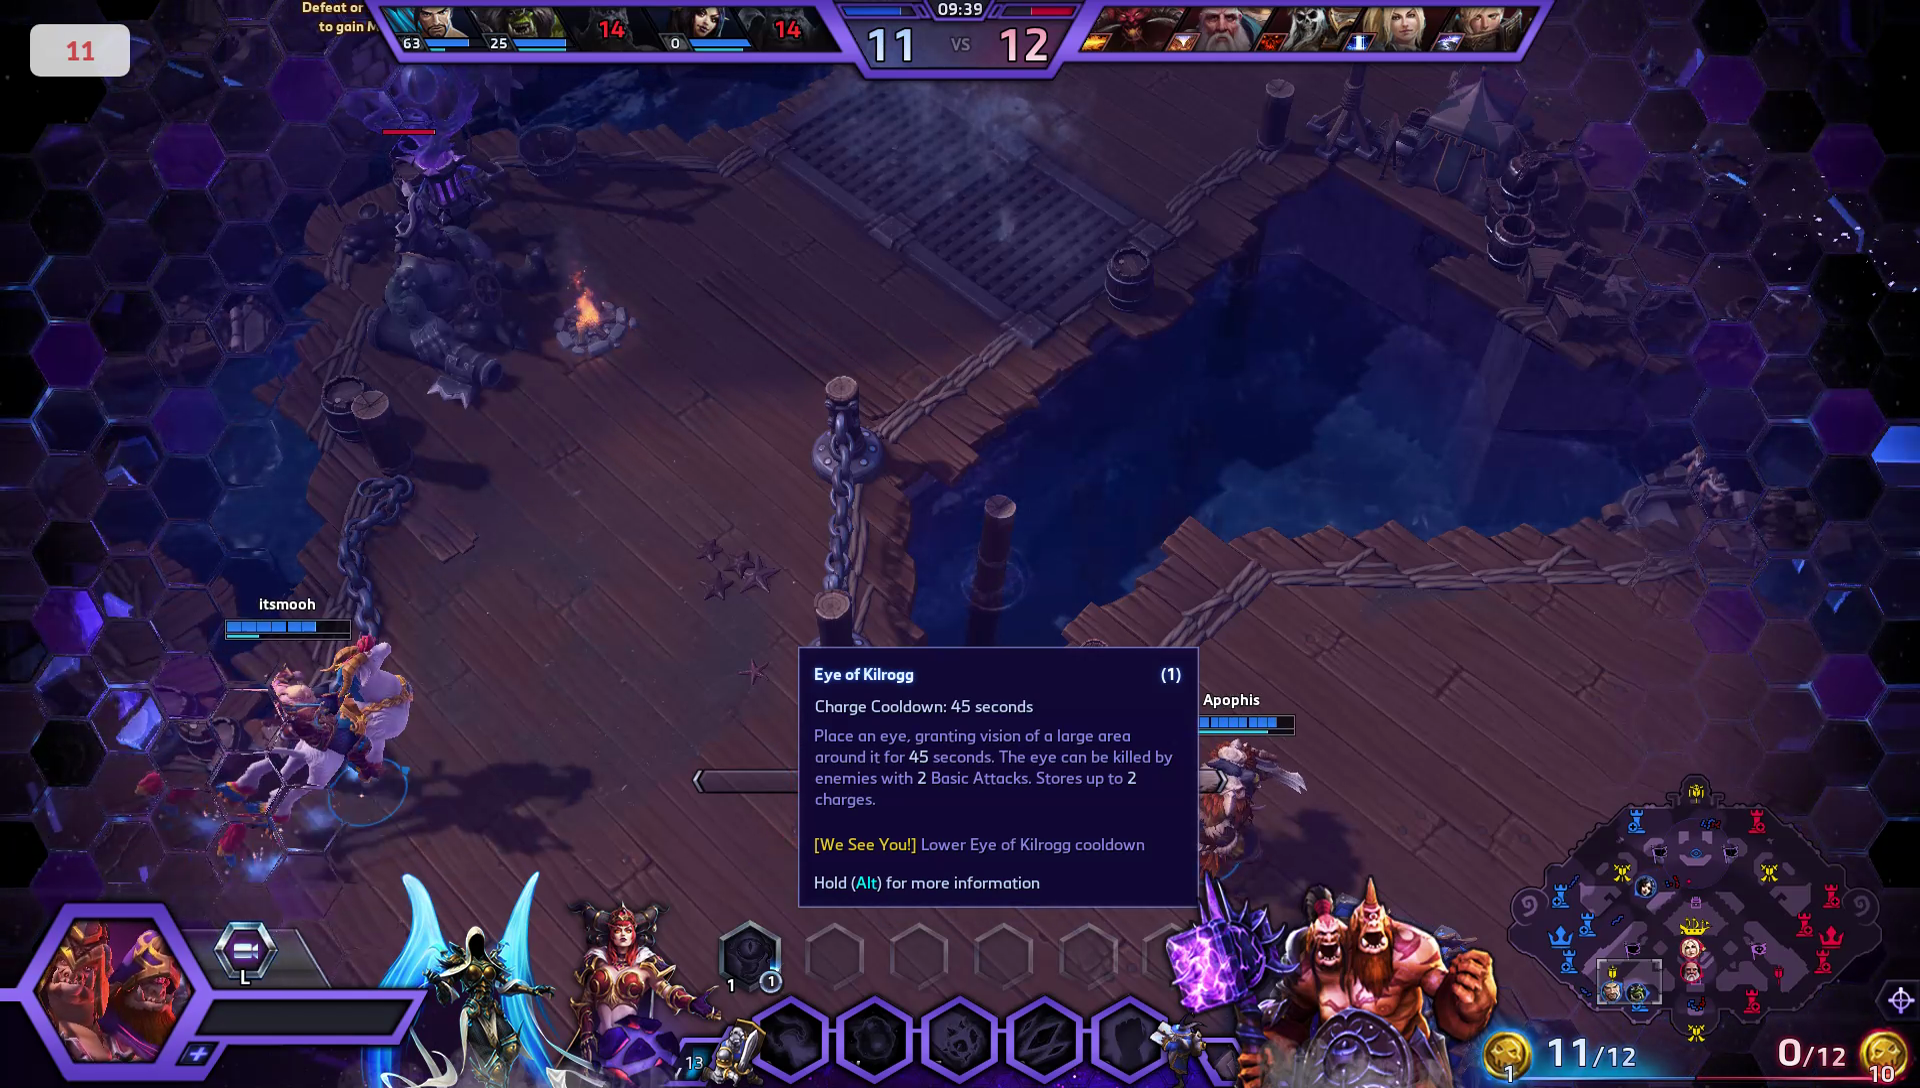 Defeat or
to gain M
11
63
25
14
0
14
09:39
11 VS 12
itsmooh
Eye of Kilrogg (1)
Charge Cooldown: 45 seconds
Place an eye, granting vision of a large area
around it for 45 seconds. The eye can be killed by
enemies with 2 Basic Attacks. Stores up to 2
charges.
[We See You!] Lower Eye of Kilrogg cooldown
Hold (Alt) for more information
Apophis
L
1
1
13
11/12
1
0/12
10